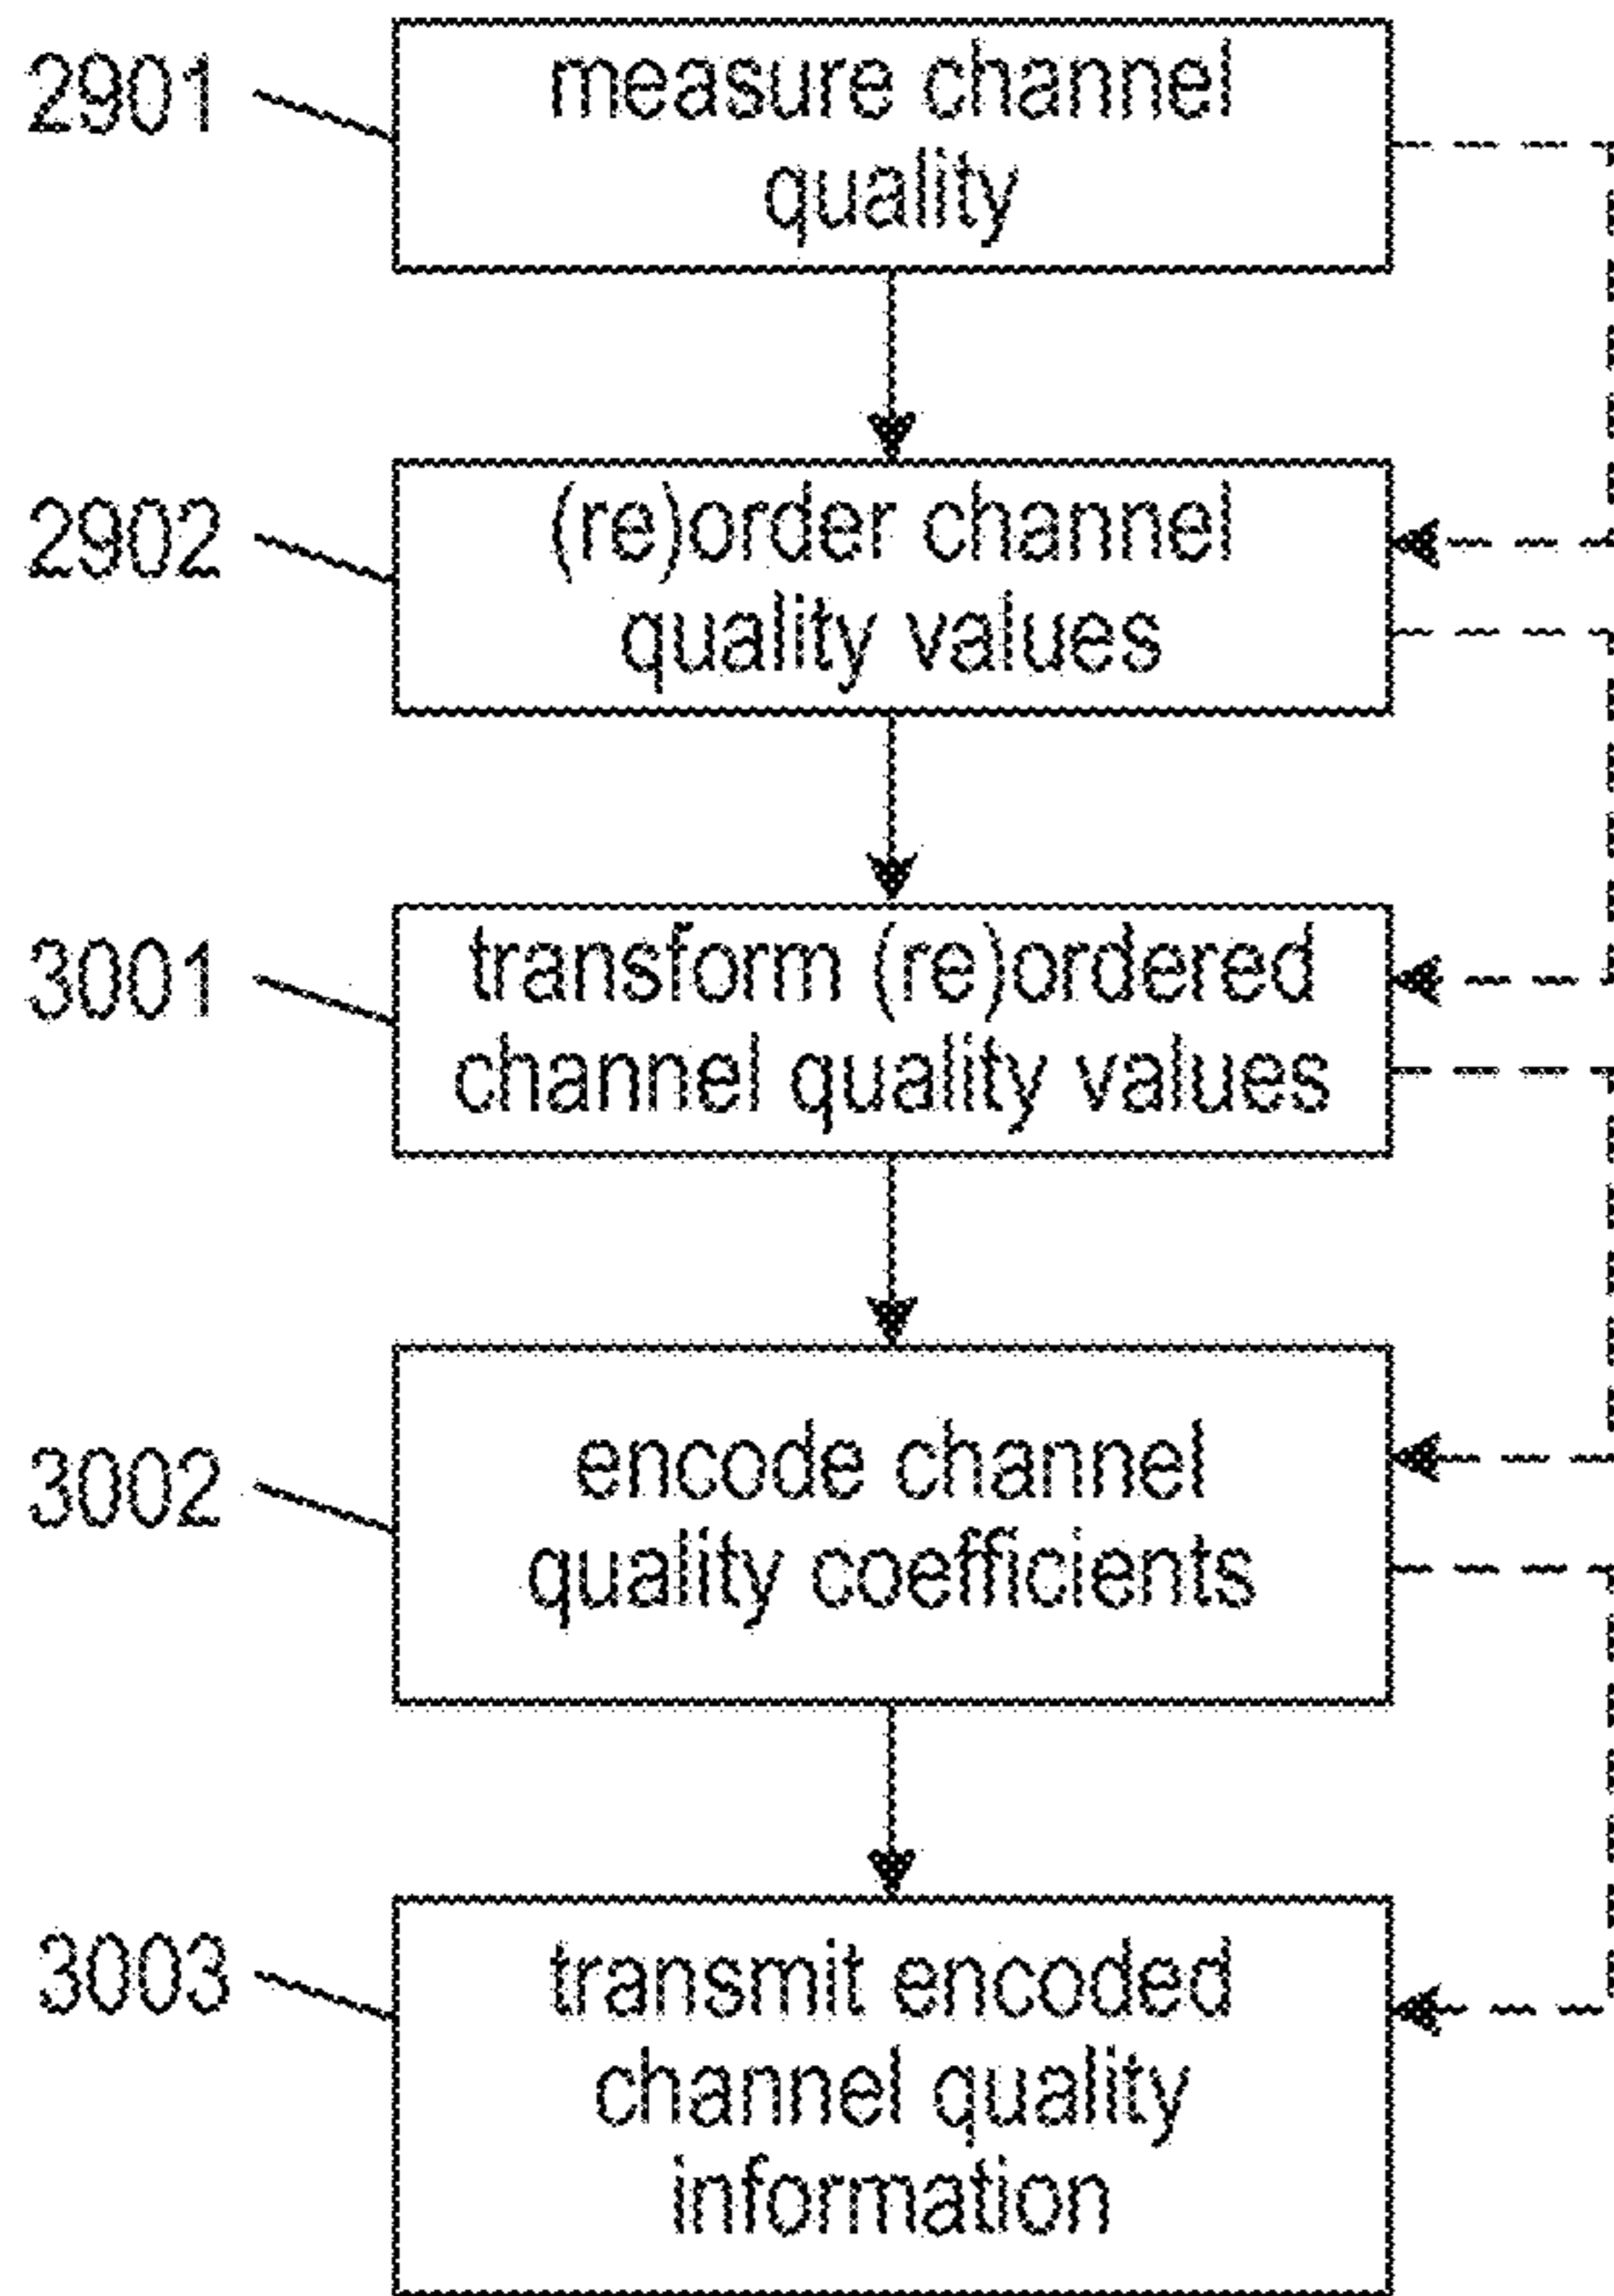 2901
measure channel
quality
2902
(re)order channel
quality values
3001
transform (re)ordered
channel quality values
3002
encode channel
quality coefficients
3003
transmit encoded
channel quality
information